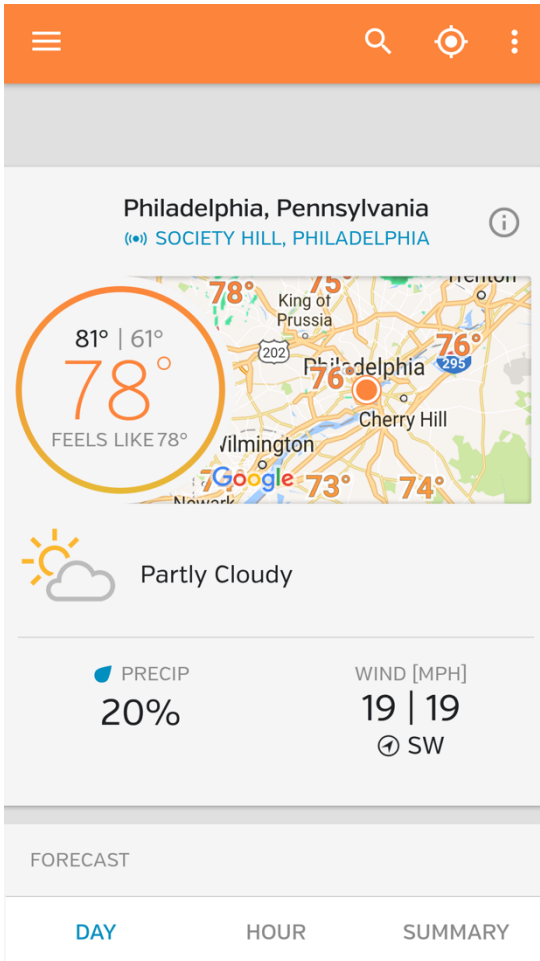 Philadelphia, Pennsylvania
SOCIETY HILL, PHILADELPHIA
81° | 61°
78°
FEELS LIKE 78°
78°
75°
Trenton
King of
Prussia
202
76°
295
Philadelphia
76°
Cherry Hill
Wilmington
Google
73°
74°
Newark
Partly Cloudy
PRECIP
20%
WIND [MPH]
19 | 19
SW
FORECAST
DAY HOUR SUMMARY